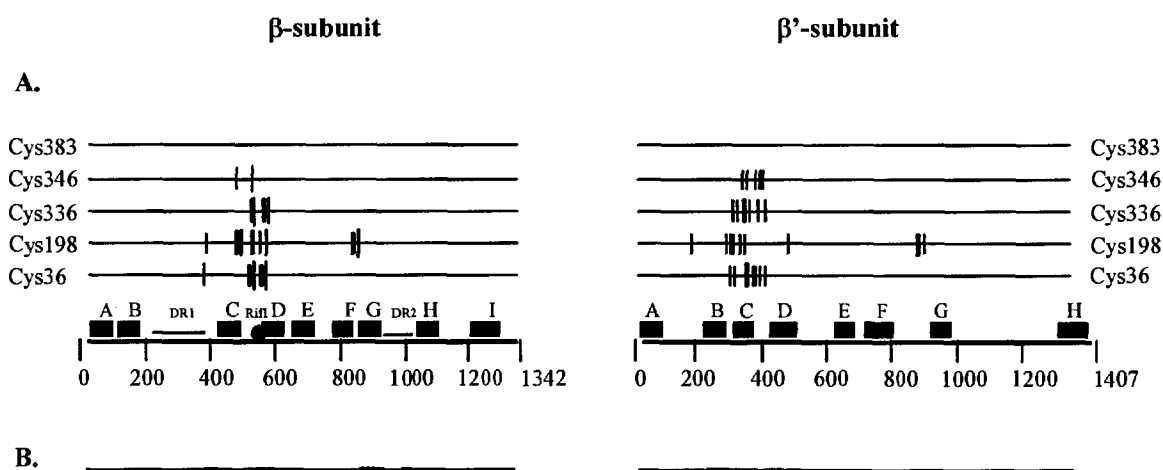 β-subunit
β’-subunit
A.
Cys383
Cys346
Cys336
Cys198
Cys36
Cys383
Cys346
Cys336
Cys198
Cys36
A B DR1 C Rif1 D E F G DR2 H I
0 200 400 600 800 1000 1200 1342
A B C D E F G H
0 200 400 600 800 1000 1200 1407
B.